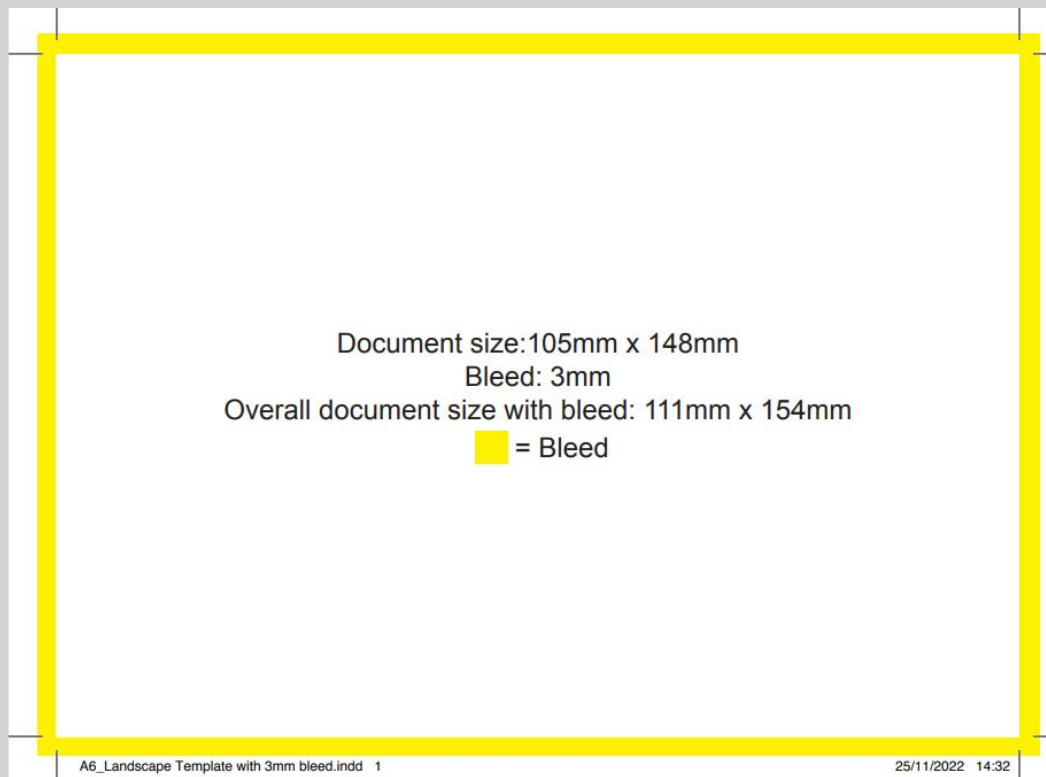 Document size:105mm x 148mm
Bleed: 3mm
Overall document size with bleed: 111mm x 154mm
= Bleed
A6_Landscape Template with 3mm bleed.indd 1
25/11/2022 14:32